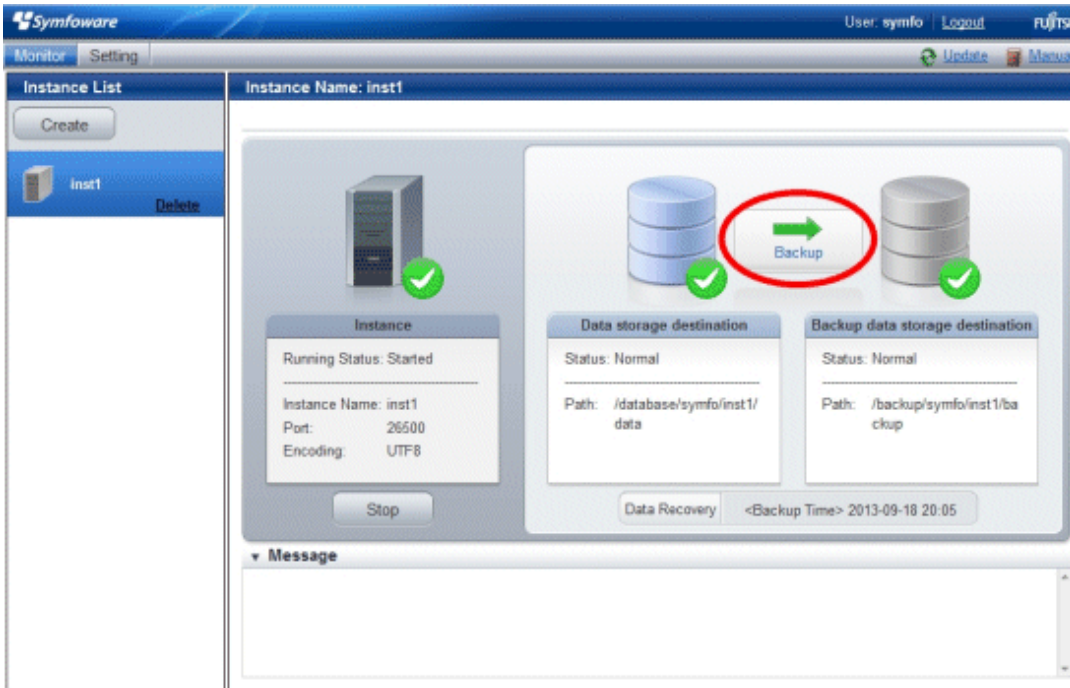 Symfoware
User: symfo Logout
Monitor Setting
Update
Instance List
Instance Name: inst1
Create
inst1
Delete
Backup
Instance
Running Status: Started
Instance Name: inst1
Port: 26500
Encoding: UTF8
Stop
Data storage destination
Status: Normal
Path: /database/symfo/inst1/
data
Backup data storage destination
Status: Normal
Path: /backup/symfo/inst1/ba
ckup
Data Recovery <Backup Time> 2013-09-18 20:05
Message